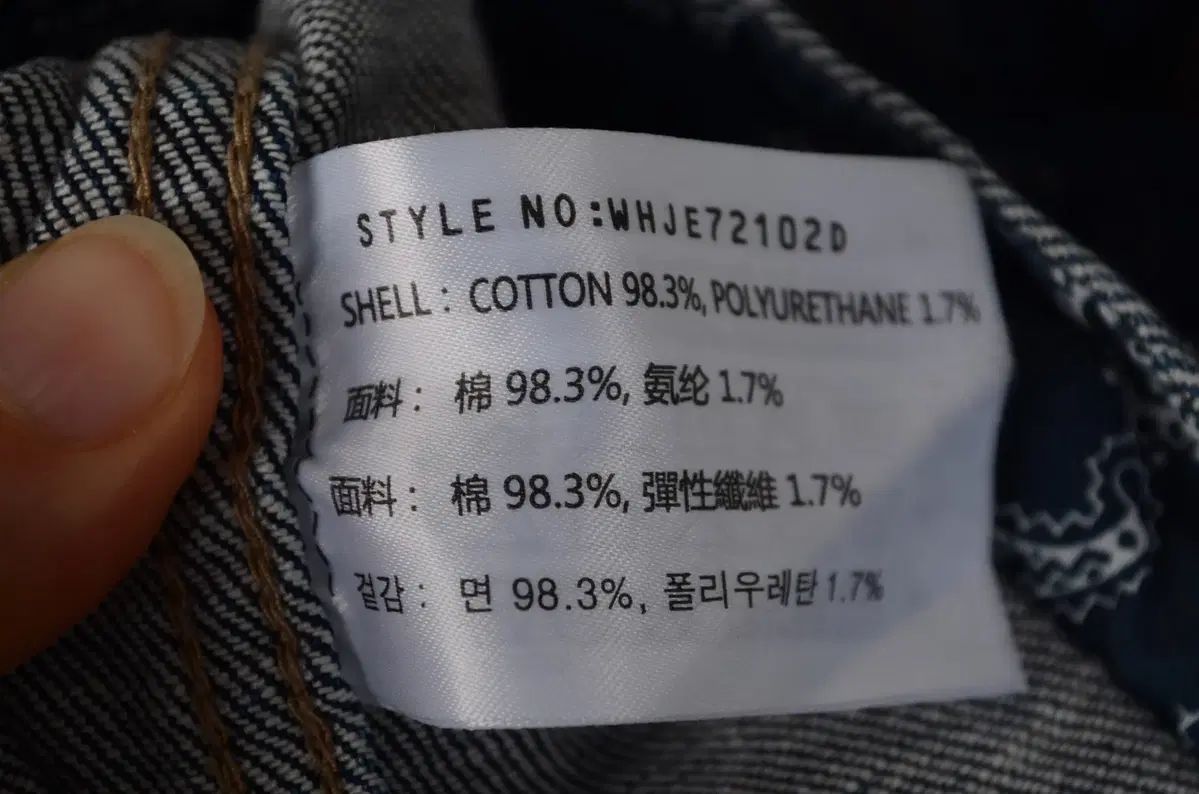 STYLE NO:WHJE72102D
SHELL : COTTON 98.3%, POLYURETHANE 1.7%
面料 : 棉 98.3%, 氨纶 1.7%
面料 : 棉 98.3%, 彈性纖維 1.7%
겉감 : 면 98.3%, 폴리우레탄 1.7%